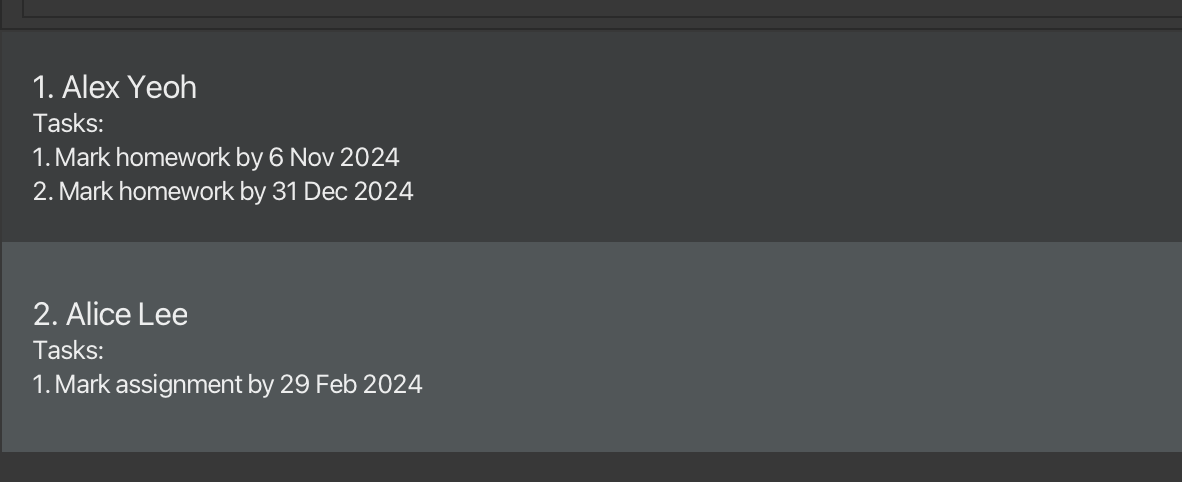 1. Alex Yeoh
Tasks:
1. Mark homework by 6 Nov 2024
2. Mark homework by 31 Dec 2024
2. Alice Lee
Tasks:
1. Mark assignment by 29 Feb 2024